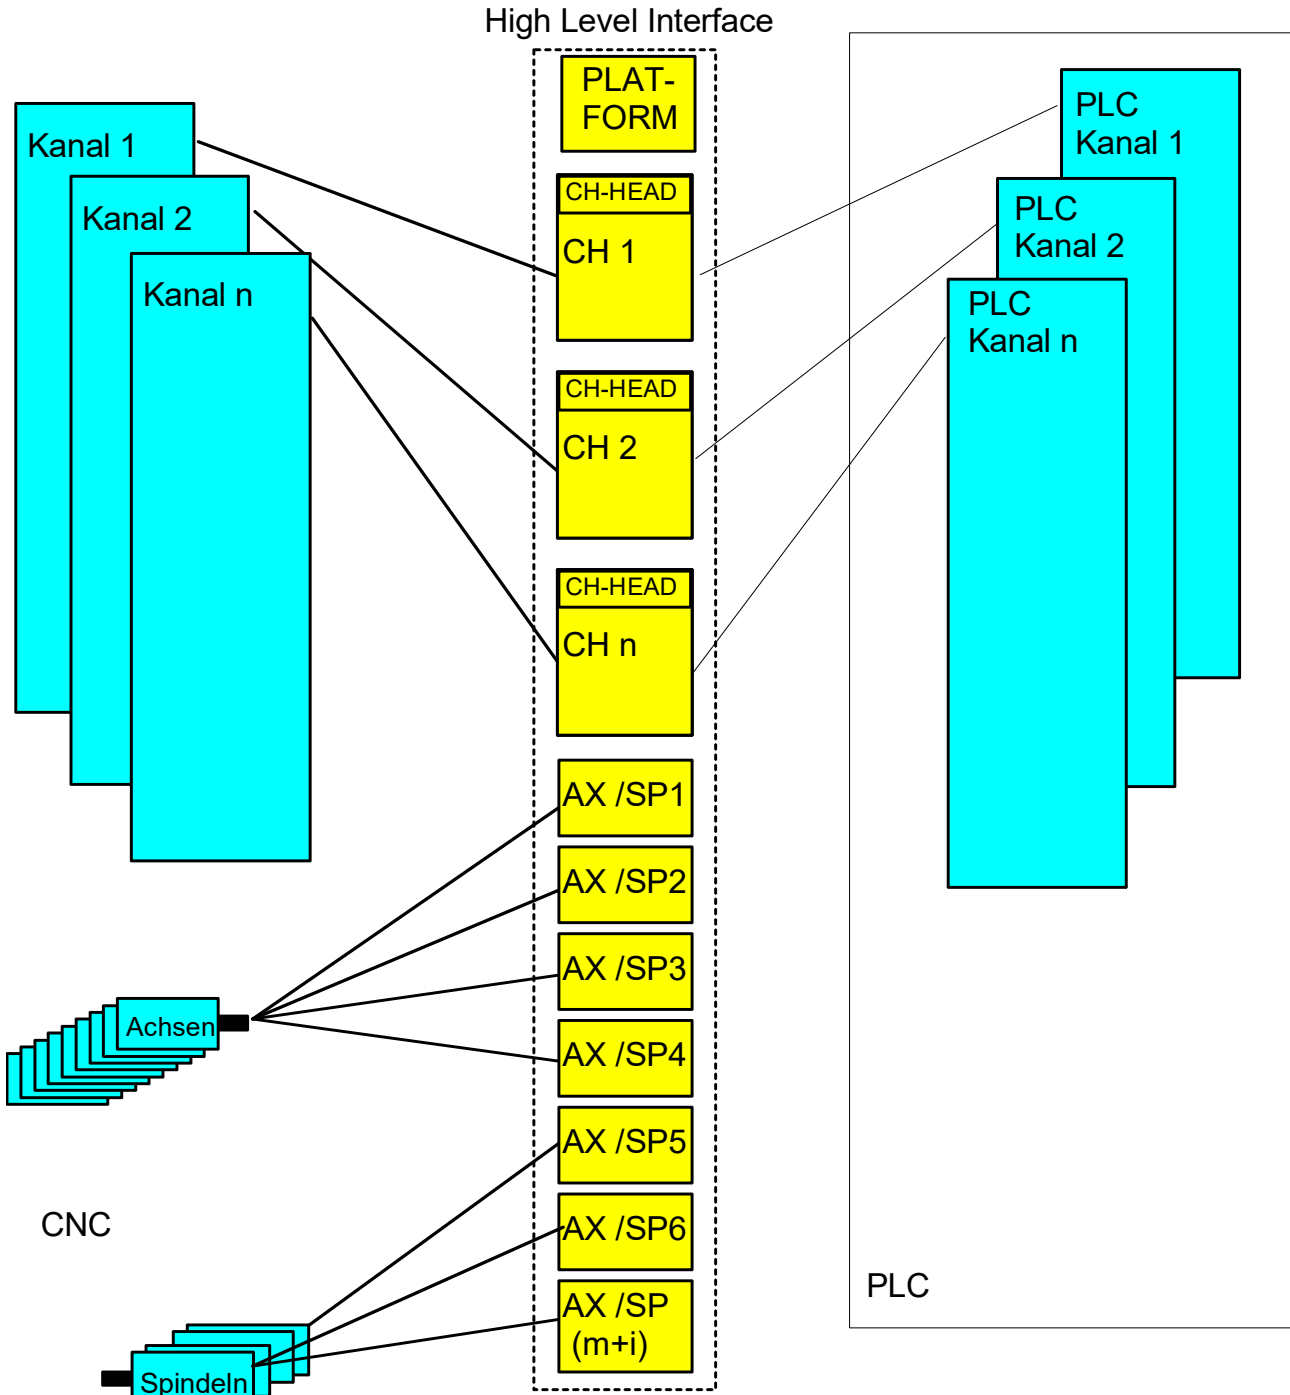 High Level Interface
PLAT-
FORM
Kanal 1
Kanal 2
Kanal n
CH-HEAD
CH 1
CH-HEAD
CH 2
CH-HEAD
CH n
PLC
Kanal 1
PLC
Kanal 2
PLC
Kanal n
AX /SP1
AX /SP2
AX /SP3
AX /SP4
AX /SP5
AX /SP6
AX /SP
(m+i)
Achsen
CNC
Spindeln
PLC